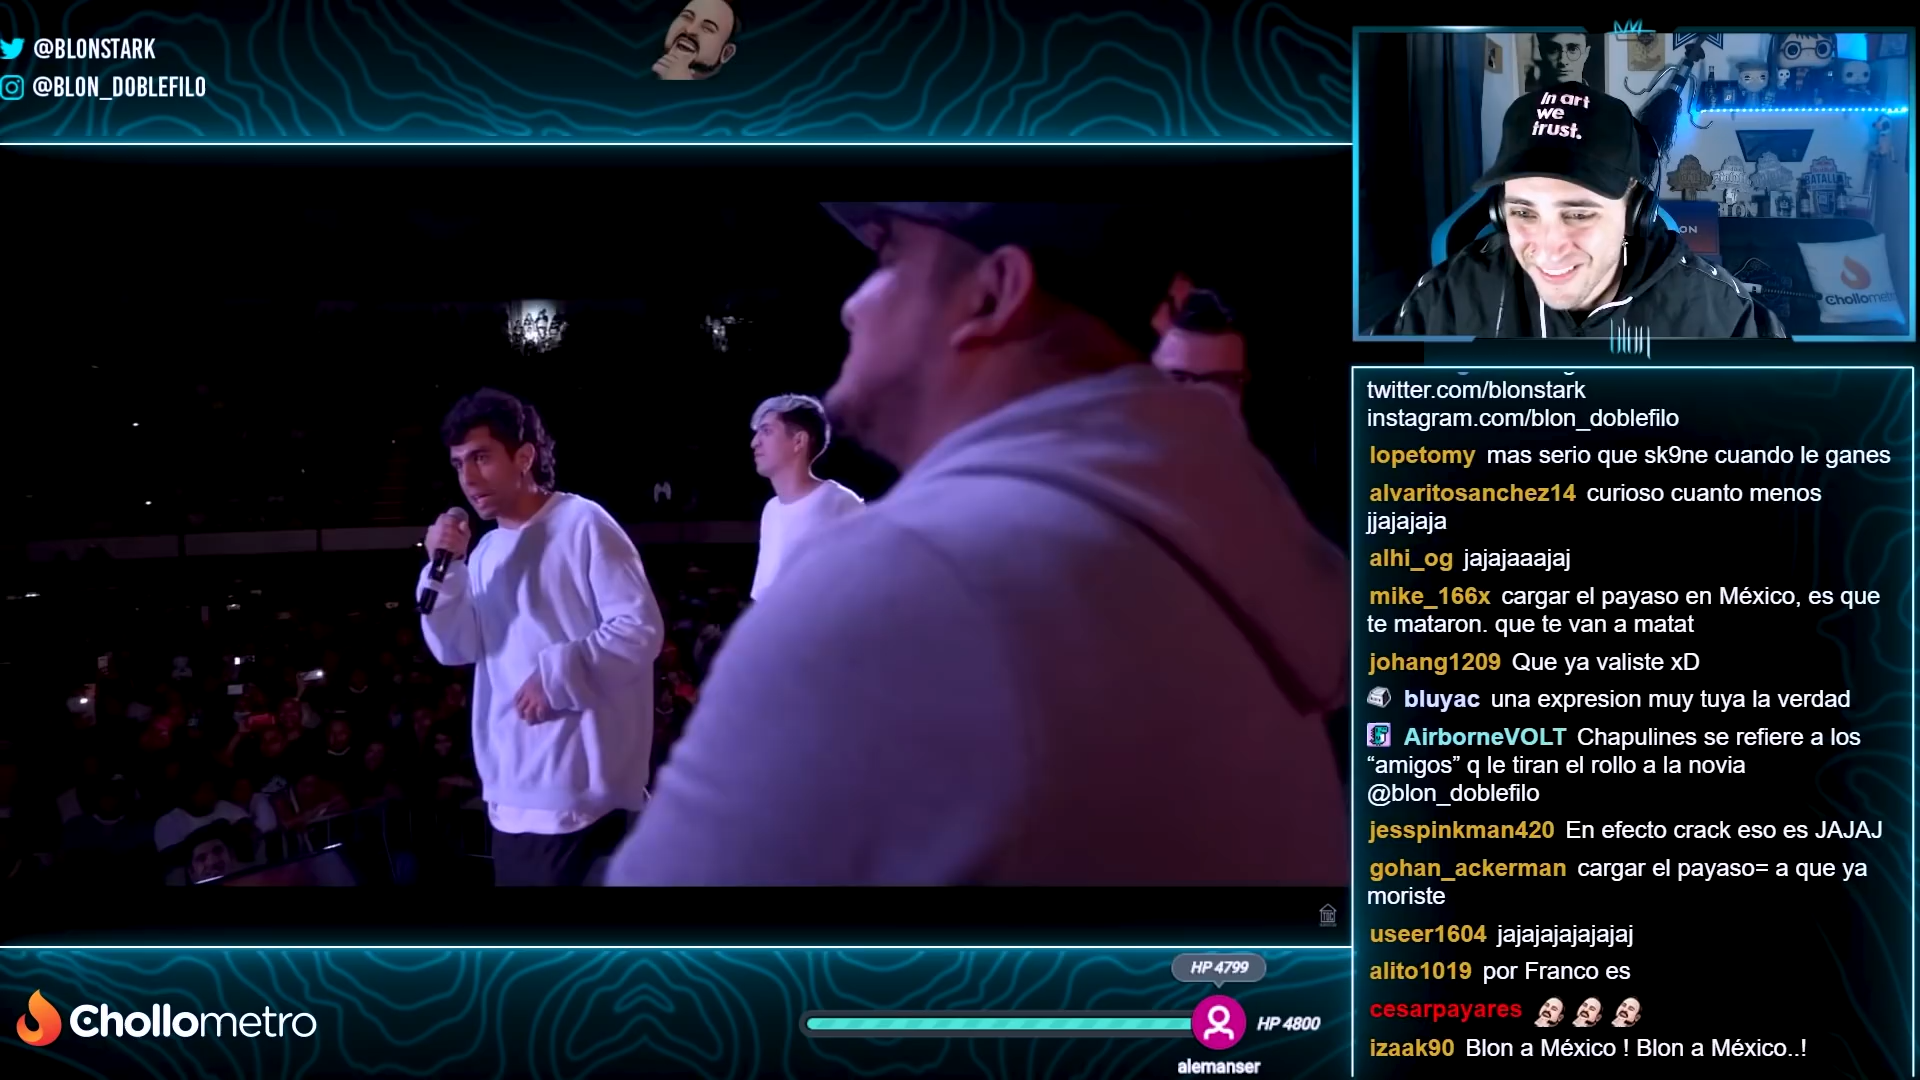 @BLONSTARK
@BLON_DOBLEFILO
In art
we
trust.
BATALLA
ON
Chollometro
twitter.com/blonstark
instagram.com/blon_doblefilo
lopetomy mas serio que sk9ne cuando le ganes
alvaritosanchez14 curioso cuanto menos
jjajajaja
alhi_og jajajaaajaj
mike_166x cargar el payaso en México, es que
te mataron. que te van a matat
johang1209 Que ya valiste xD
bluyac una expresion muy tuya la verdad
AirborneVOLT Chapulines se refiere a los
“amigos” q le tiran el rollo a la novia
@blon_doblefilo
jesspinkman420 En efecto crack eso es JAJAJ
gohan_ackerman cargar el payaso= a que ya
moriste
useer1604 jajajajajajajaj
alito1019 por Franco es
cesarpayares
izaak90 Blon a México ! Blon a México..!
TDC
HP 4799
HP 4800
alemanser
Chollometro